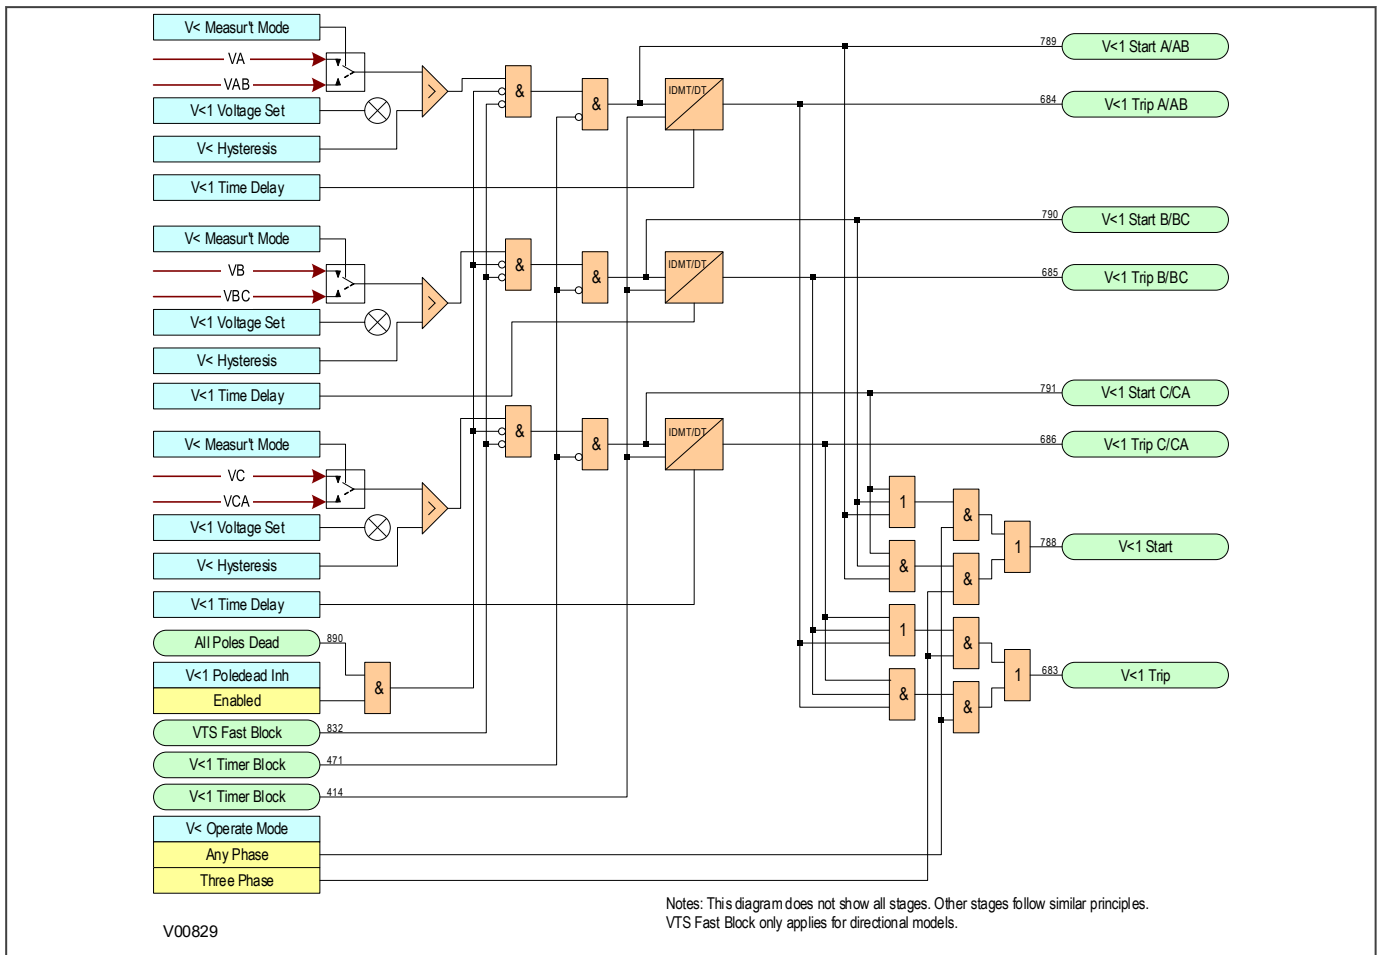 V< Measur't Mode
VA
VAB
V<1 Voltage Set
V< Hysteresis
V<1 Time Delay
>
&
&
IDMT/DT
789
V<1 Start A/AB
684
V<1 Trip A/AB
V< Measur't Mode
VB
VBC
V<1 Voltage Set
V< Hysteresis
V<1 Time Delay
>
&
&
IDMT/DT
790
V<1 Start B/BC
685
V<1 Trip B/BC
V< Measur't Mode
VC
VCA
V<1 Voltage Set
V< Hysteresis
V<1 Time Delay
>
&
&
IDMT/DT
791
V<1 Start C/CA
686
V<1 Trip C/CA
1
&
&
&
1
788
V<1 Start
1
&
&
&
1
683
V<1 Trip
All Poles Dead
890
V<1 Poledead Inh
Enabled
&
VTS Fast Block
832
V<1 Timer Block
471
V<1 Timer Block
414
V< Operate Mode
Any Phase
Three Phase
Notes: This diagram does not show all stages. Other stages follow similar principles.
VTS Fast Block only applies for directional models.
V00829